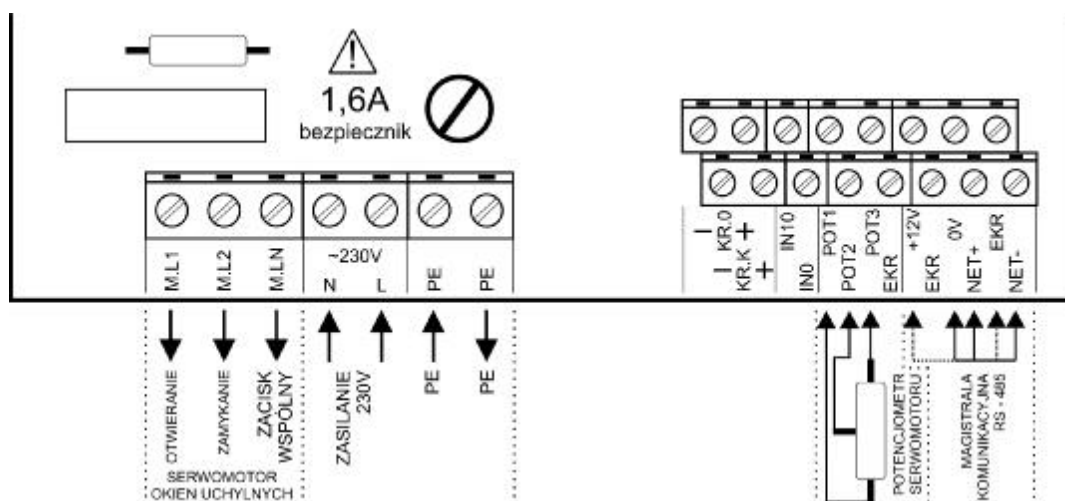 1,6A
bezpiecznik
M.L1
M.L2
M.LN
~230V
N
L
PE
PE
− KR.0 +
− KR.K +
IN10
IN0
POT1
POT2
POT3
EKR
+12V
EKR
0V
NET+
EKR
NET-
OTWIERANIE
ZAMYKANIE
ZACISK
WSPOLNY
ZASILANIE
230V
PE
PE
SERWOMOTOR
OKIEN UCHYLNYCH
POTENCJOMETR
SERWOMOTORU
MAGISTRALA
KOMUNIKACYJNA
RS - 485